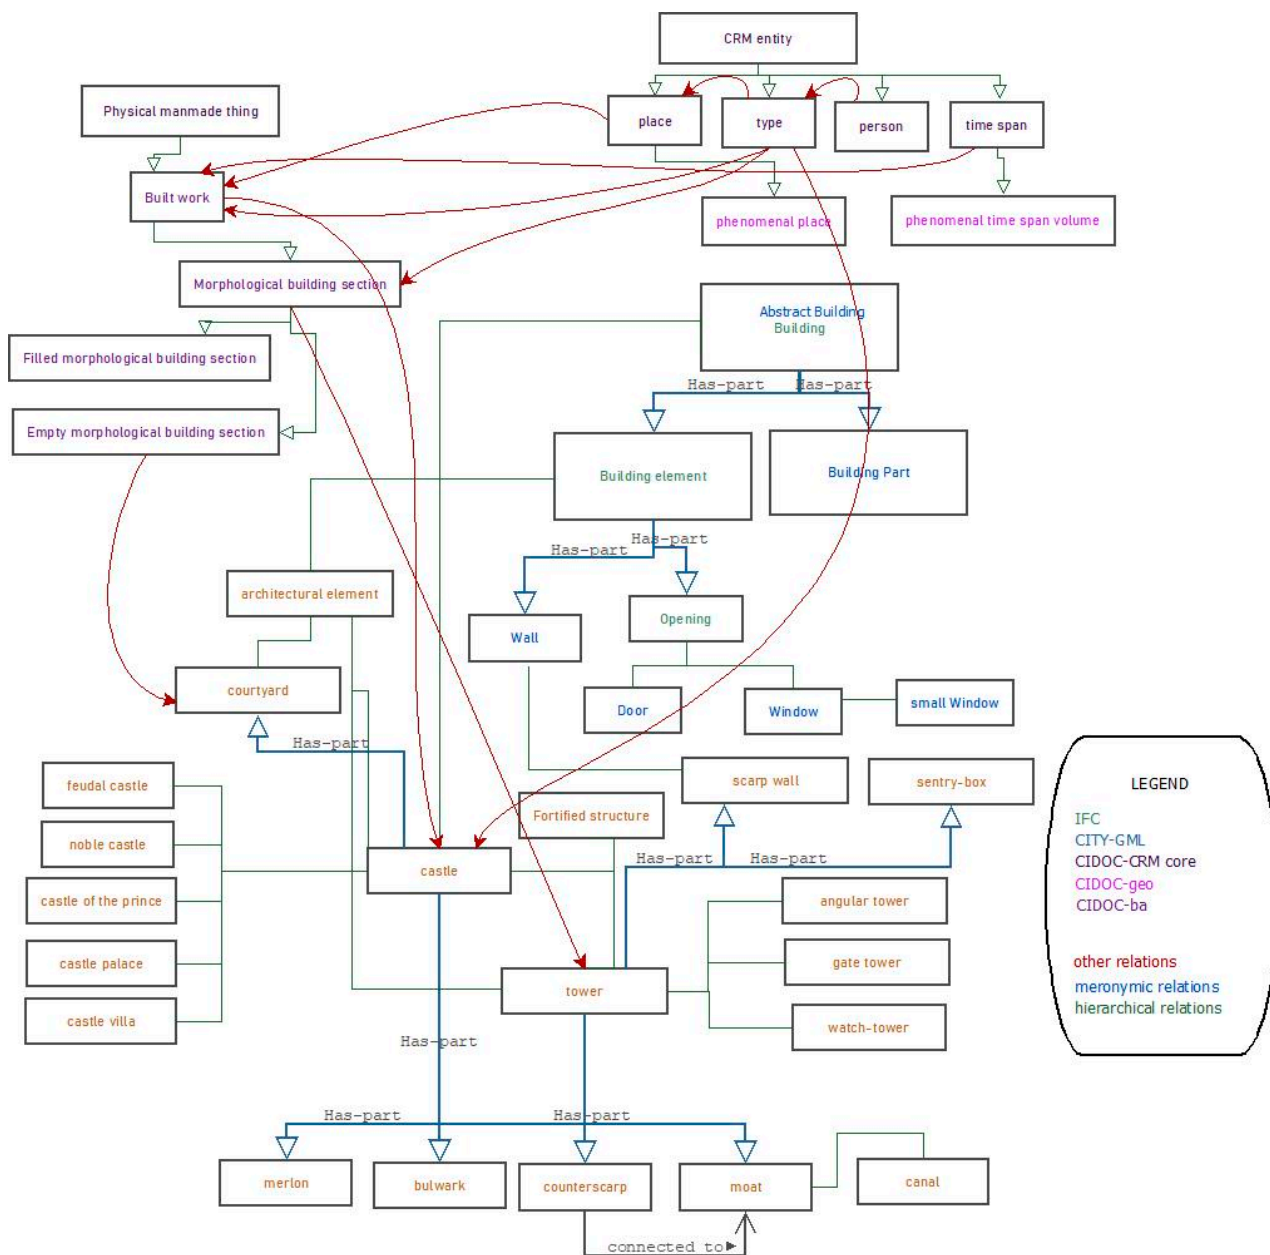 CRM entity
Physical manmade thing
place
type
person
time span
Built work
phenomenal place
phenomenal time span volume
Morphological building section
Abstract Building
Building
Filled morphological building section
Has-part
Has-part
Empty morphological building section
Building element
Building Part
Has-part
Has-part
architectural element
Opening
Wall
courtyard
Door
Window
small Window
Has-part
feudal castle
scarp wall
sentry-box
LEGEND
Fortified structure
IFC
CITY-GML
CIDOC-CRM core
CIDOC-geo
CIDOC-ba
noble castle
castle
Has-part
Has-part
castle of the prince
angular tower
castle palace
gate tower
other relations
meronymic relations
hierarchical relations
tower
castle villa
watch-tower
Has-part
Has-part
Has-part
merlon
bulwark
counterscarp
moat
canal
connected to